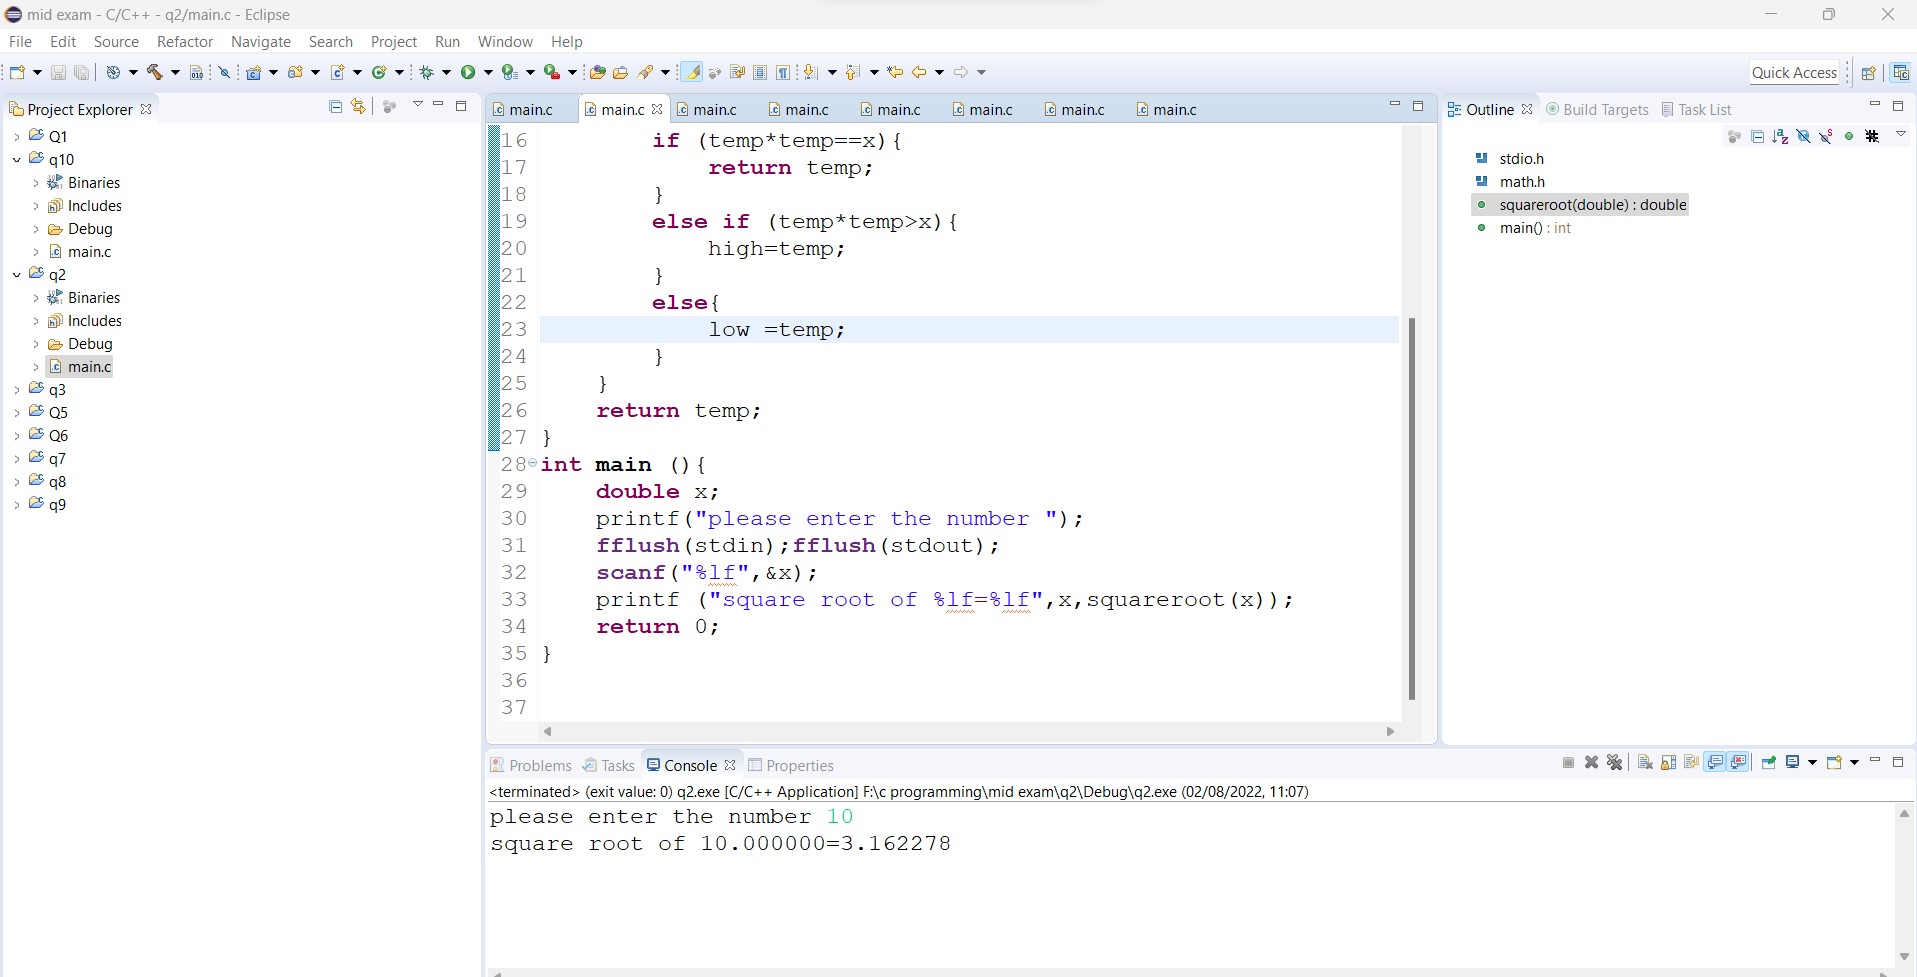 mid exam - C/C++ - q2/main.c - Eclipse
File Edit Source Refactor Navigate Search Project Run Window Help
Quick Access
Project Explorer
Q1
q10
Binaries
Includes
Debug
main.c
q2
Binaries
Includes
Debug
main.c
q3
Q5
Q6
q7
q8
q9
main.c main.c main.c main.c main.c main.c main.c main.c
16 if (temp*temp==x){
17 return temp;
18 }
19 else if (temp*temp>x){
20 high=temp;
21 }
22 else{
23 low =temp;
24 }
25 }
26 return temp;
27 }
28 int main (){
29 double x;
30 printf("please enter the number ");
31 fflush(stdin);fflush(stdout);
32 scanf("%lf",&x);
33 printf ("square root of %lf=%lf",x,squareroot(x));
34 return 0;
35 }
36
37
Outline Build Targets Task List
stdio.h
math.h
squareroot(double) : double
main() : int
Problems Tasks Console Properties
<terminated> (exit value: 0) q2.exe [C/C++ Application] F:\c programming\mid exam\q2\Debug\q2.exe (02/08/2022, 11:07)
please enter the number 10
square root of 10.000000=3.162278